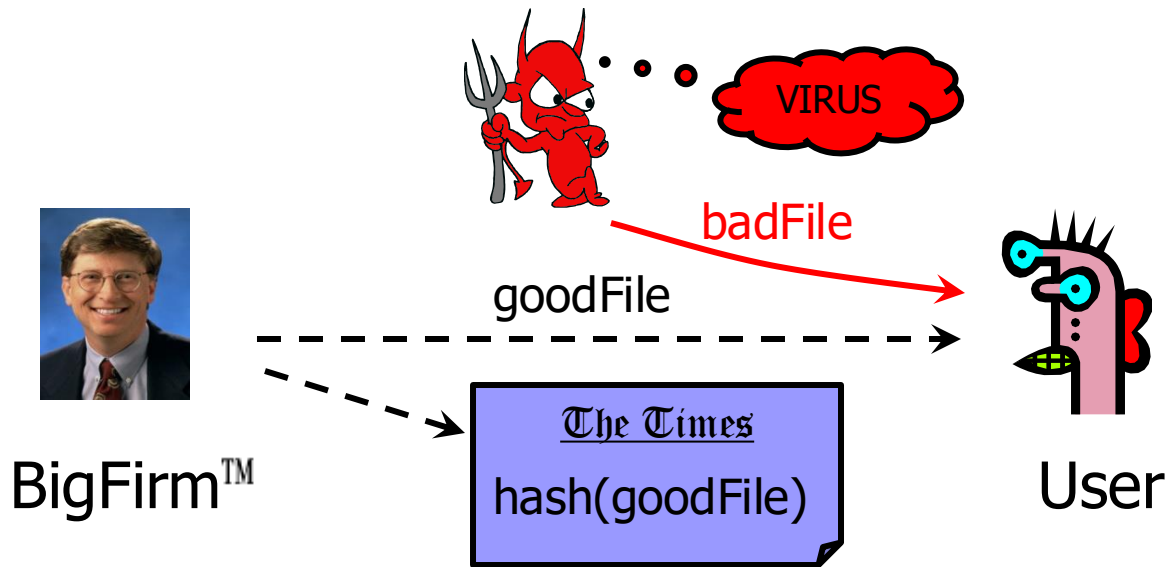 VIRUS
badFile
goodFile
The Times
hash(goodFile)
BigFirm™
User